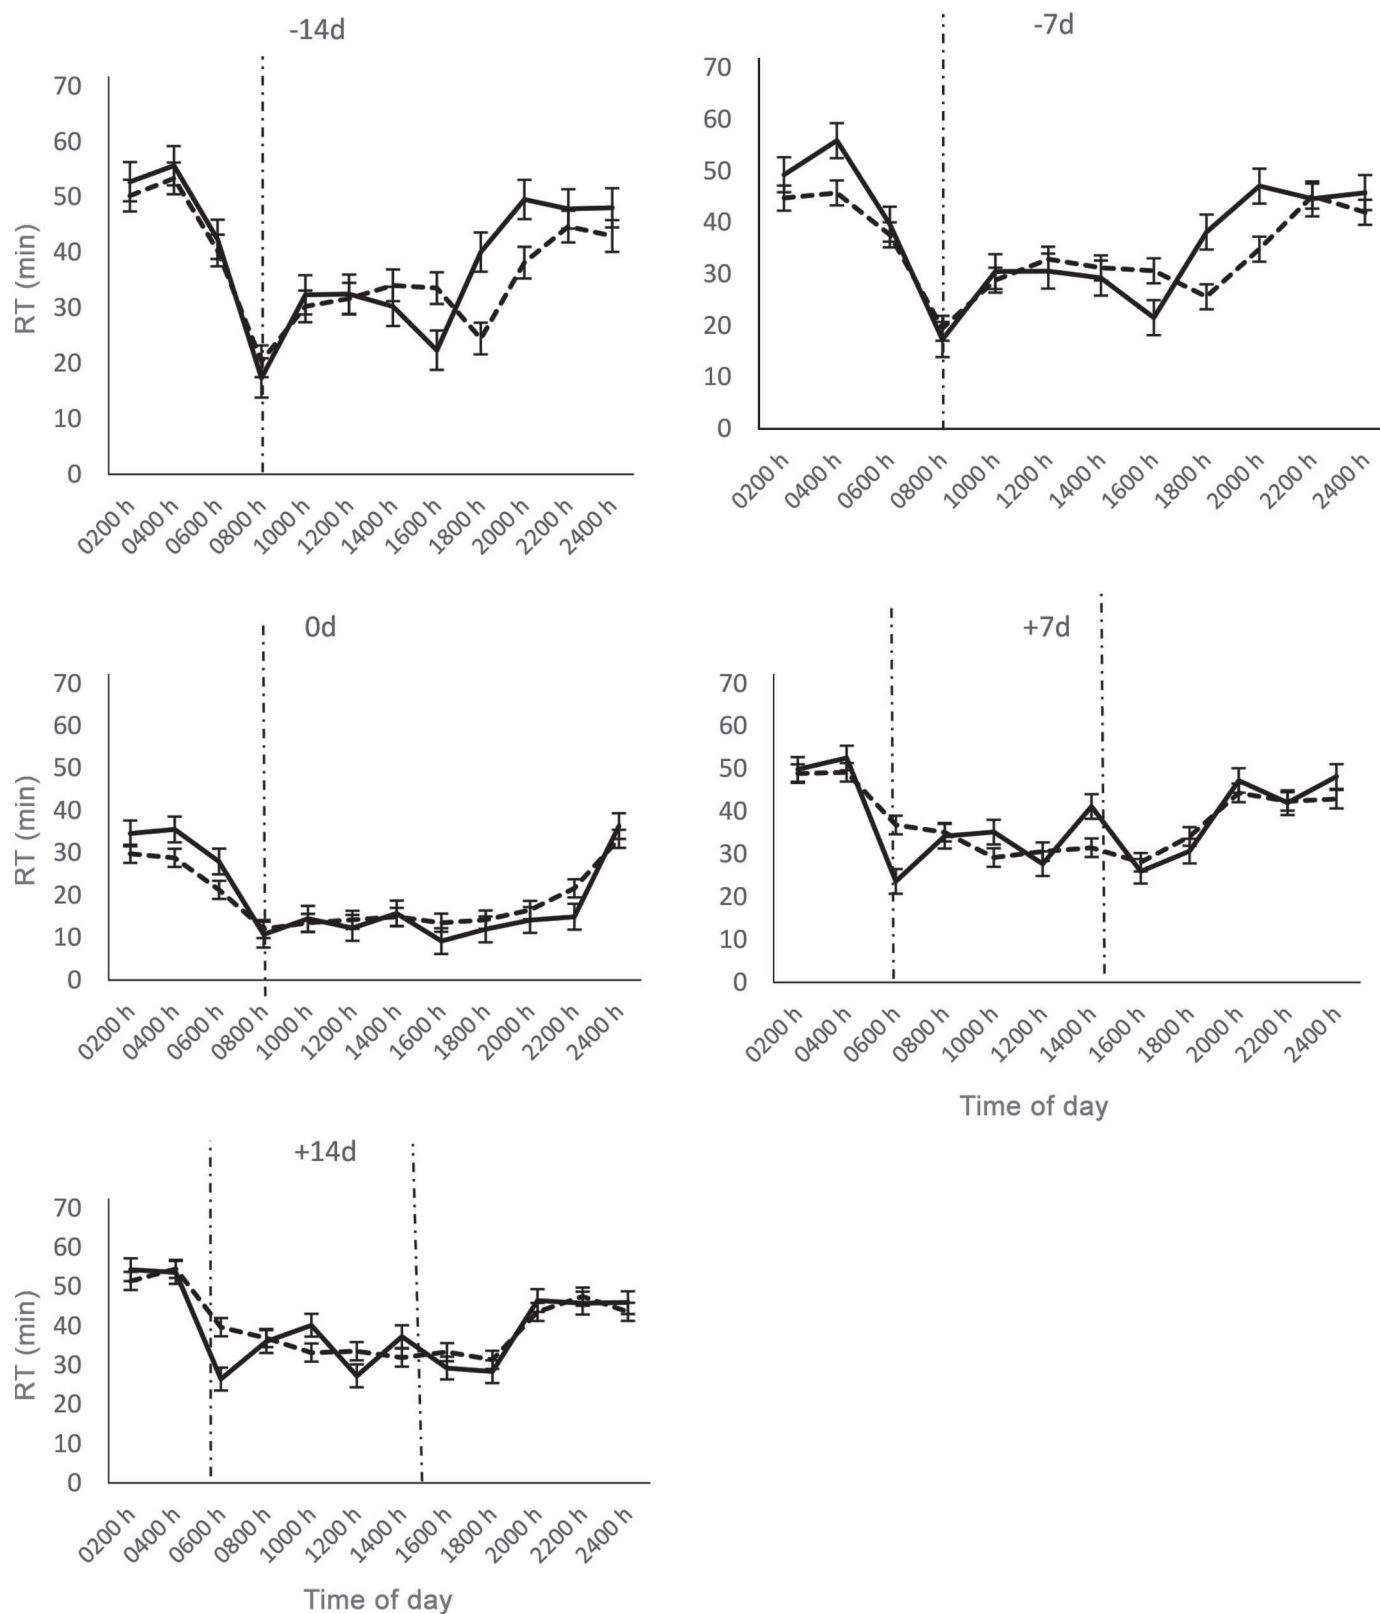 -14d
70
60
50
40
30
20
10
0
RT (min)
0200 h
0400 h
0600 h
0800 h
1000 h
1200 h
1400 h
1600 h
1800 h
2000 h
2200 h
2400 h
-7d
70
60
50
40
30
20
10
0
0200 h
0400 h
0600 h
0800 h
1000 h
1200 h
1400 h
1600 h
1800 h
2000 h
2200 h
2400 h
0d
70
60
50
40
30
20
10
0
RT (min)
0200 h
0400 h
0600 h
0800 h
1000 h
1200 h
1400 h
1600 h
1800 h
2000 h
2200 h
2400 h
+7d
70
60
50
40
30
20
10
0
0200 h
0400 h
0600 h
0800 h
1000 h
1200 h
1400 h
1600 h
1800 h
2000 h
2200 h
2400 h
Time of day
+14d
70
60
50
40
30
20
10
0
RT (min)
0200 h
0400 h
0600 h
0800 h
1000 h
1200 h
1400 h
1600 h
1800 h
2000 h
2200 h
2400 h
Time of day